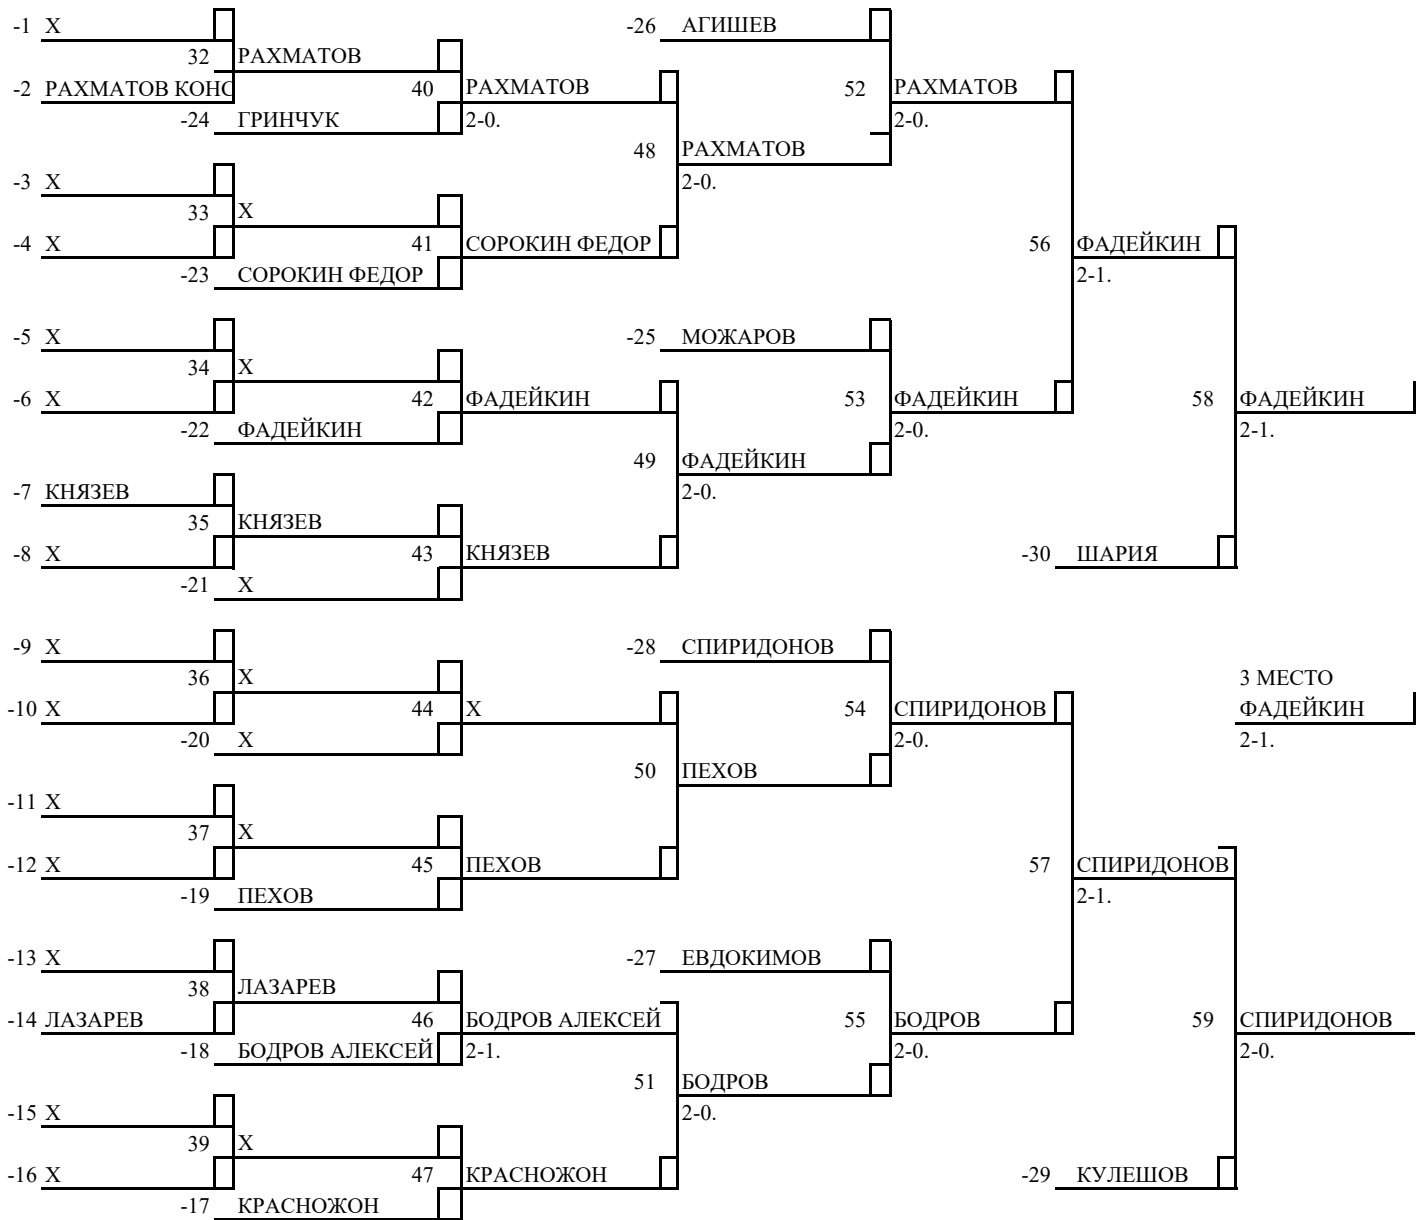 -1 X
-26 АГИШЕВ
32 РАХМАТОВ
-2 РАХМАТОВ КОНС
40 РАХМАТОВ
52 РАХМАТОВ
-24 ГРИНЧУК
2-0.
2-0.
48 РАХМАТОВ
-3 X
2-0.
33 X
-4 X
41 СОРОКИН ФЕДОР
56 ФАДЕЙКИН
-23 СОРОКИН ФЕДОР
2-1.
-5 X
-25 МОЖАРОВ
34 X
-6 X
42 ФАДЕЙКИН
53 ФАДЕЙКИН
58 ФАДЕЙКИН
-22 ФАДЕЙКИН
2-0.
2-1.
49 ФАДЕЙКИН
-7 КНЯЗЕВ
2-0.
35 КНЯЗЕВ
-8 X
43 КНЯЗЕВ
-30 ШАРИЯ
-21 X
-9 X
-28 СПИРИДОНОВ
36 X
3 МЕСТО
-10 X
44 X
54 СПИРИДОНОВ
ФАДЕЙКИН
-20 X
2-0.
2-1.
50 ПЕХОВ
-11 X
37 X
-12 X
45 ПЕХОВ
57 СПИРИДОНОВ
-19 ПЕХОВ
2-1.
-13 X
-27 ЕВДОКИМОВ
38 ЛАЗАРЕВ
-14 ЛАЗАРЕВ
46 БОДРОВ АЛЕКСЕЙ
55 БОДРОВ
59 СПИРИДОНОВ
-18 БОДРОВ АЛЕКСЕЙ
2-1.
2-0.
2-0.
51 БОДРОВ
-15 X
2-0.
39 X
-16 X
47 КРАСНОЖОН
-29 КУЛЕШОВ
-17 КРАСНОЖОН